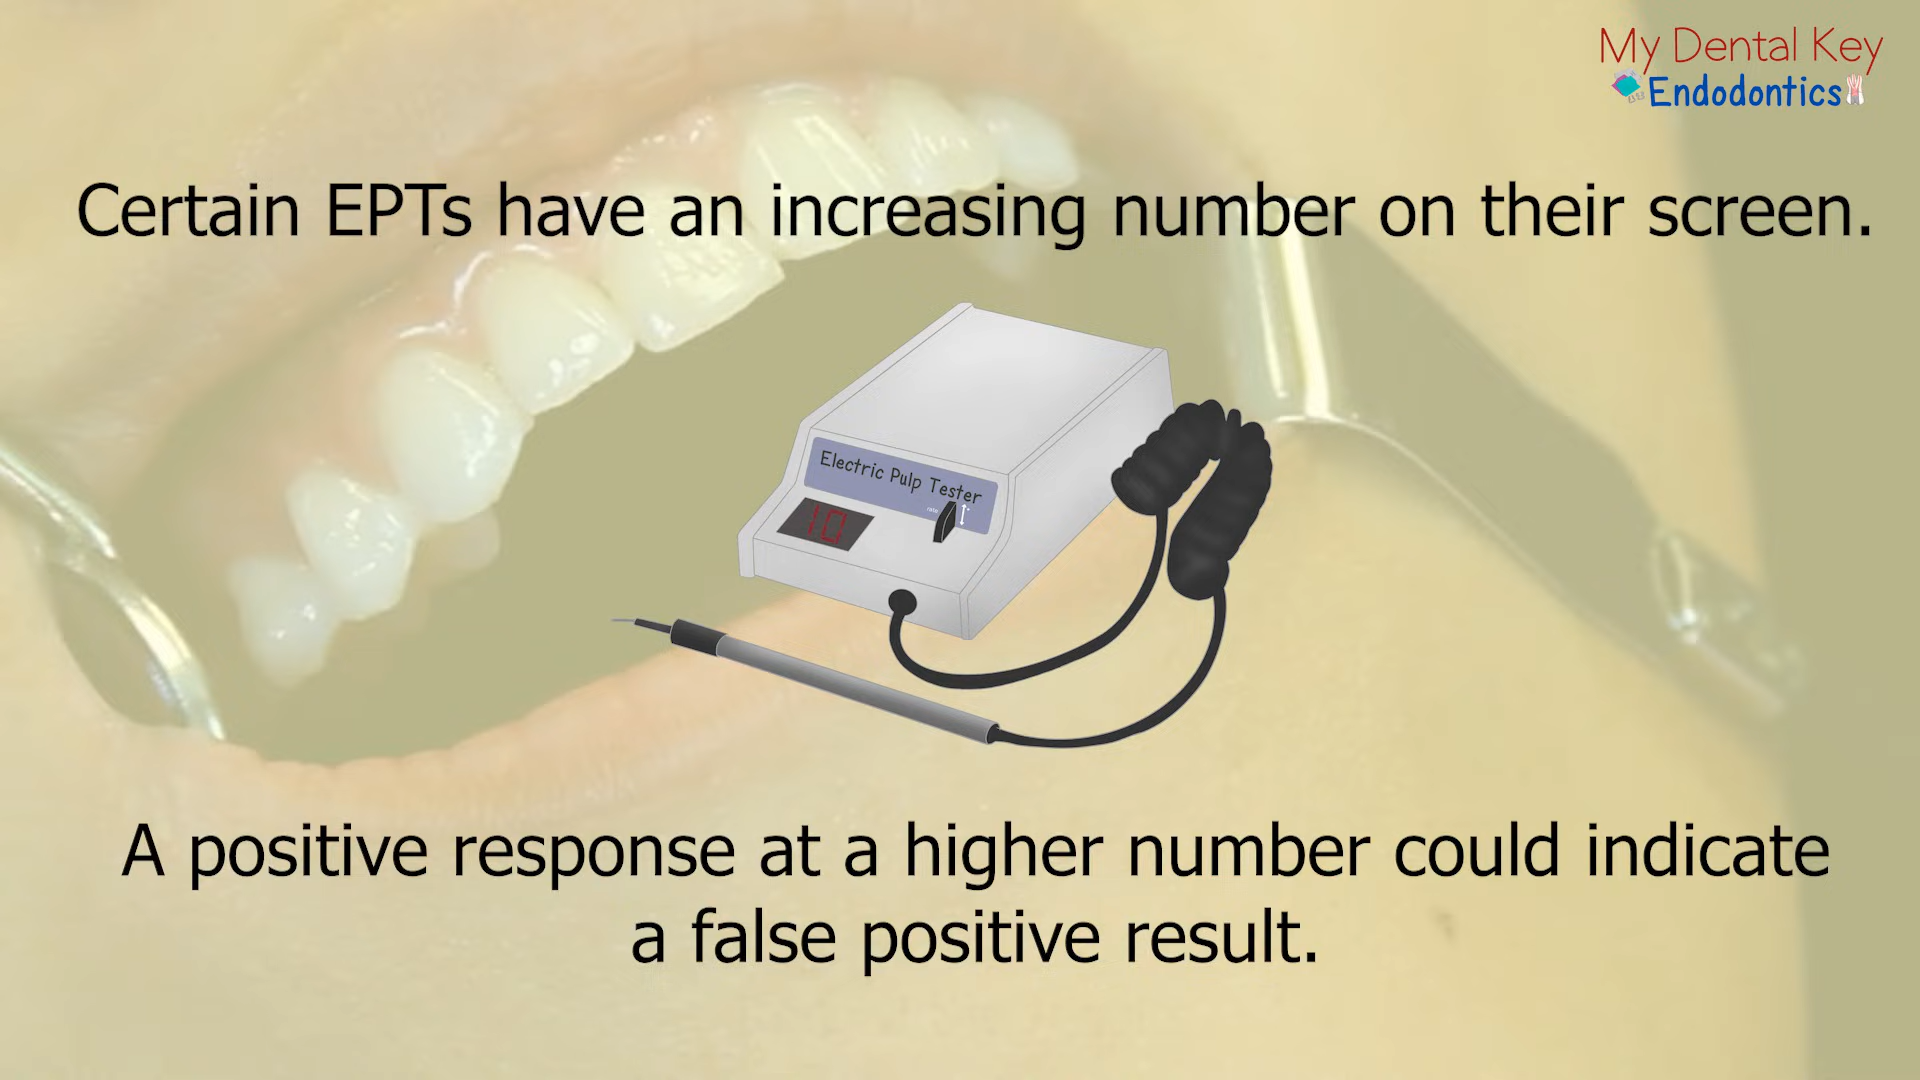 My Dental Key
Endodontics
Certain EPTs have an increasing number on their screen.
Electric Pulp Tester
rate
10
A positive response at a higher number could indicate
a false positive result.